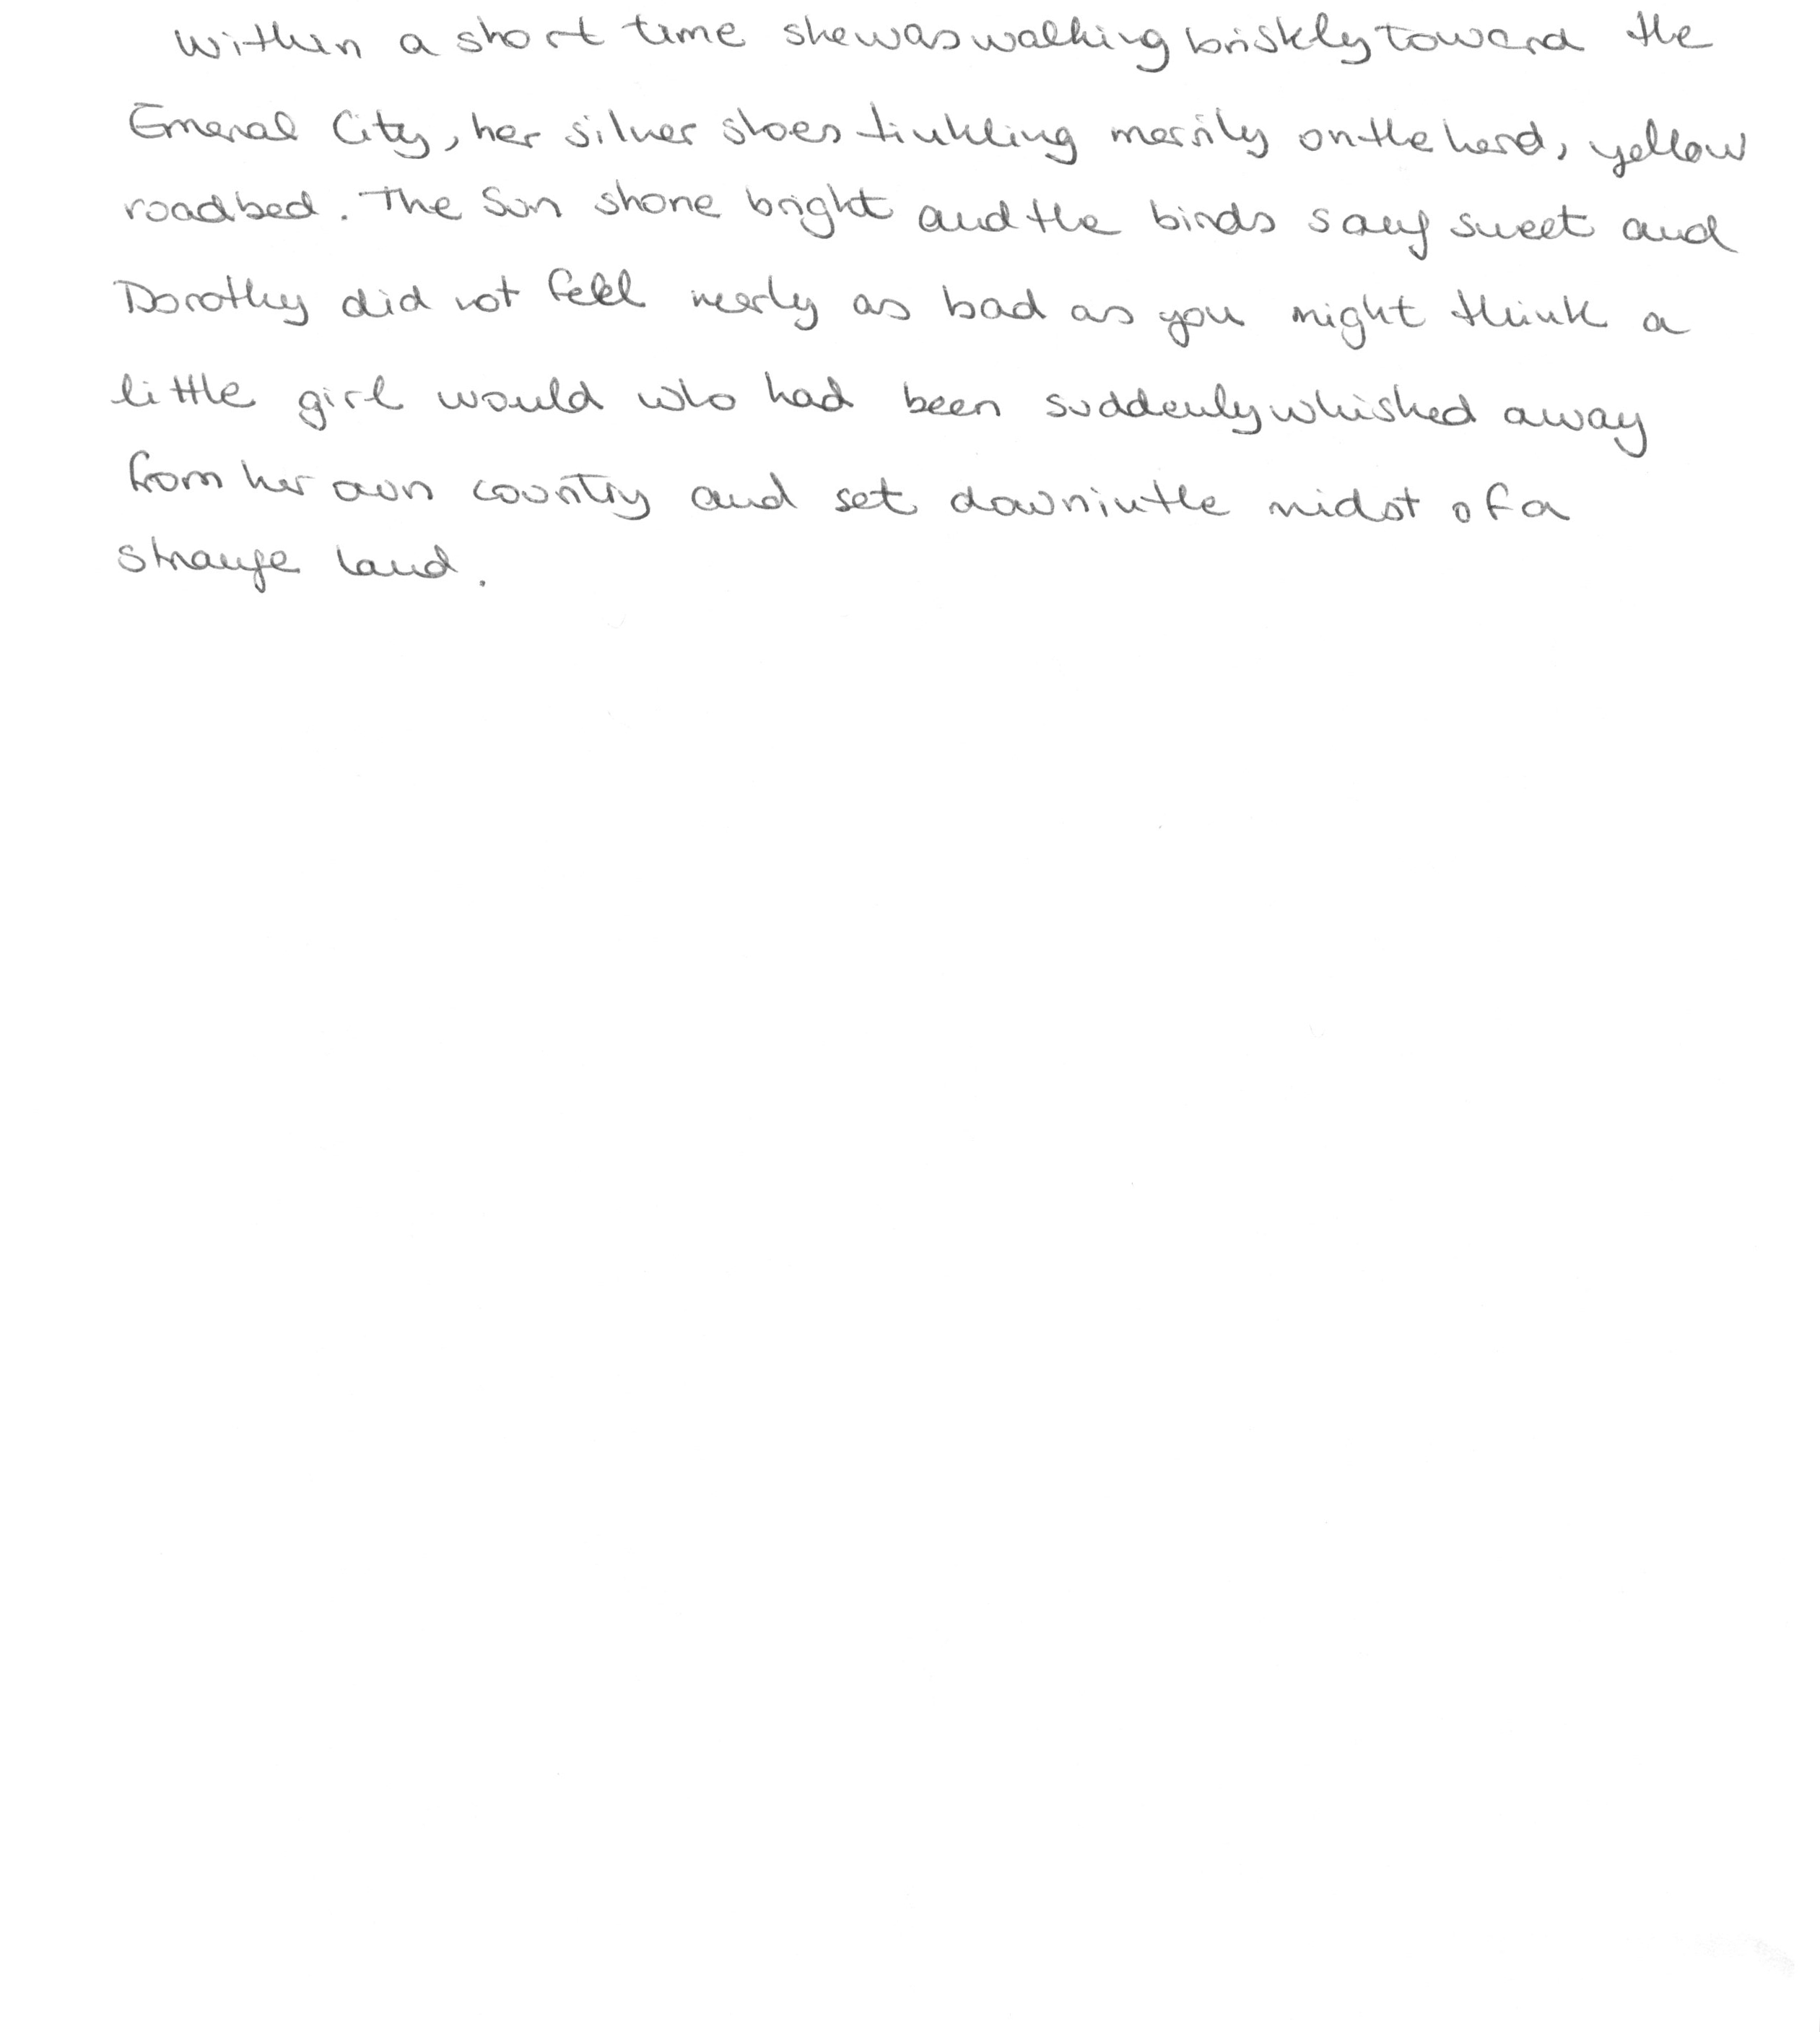 Within a short time she was walking briskly toward the
Emeral City, her silver shoes tinkling merrily on the hard, yellow
roadbed. The Sun shone bright and the birds sang sweet and
Dorothy did not feel nerly as bad as you might think a
little girl would who had been suddenly whisked away
from her own country and set down in the midst of a
strange land.